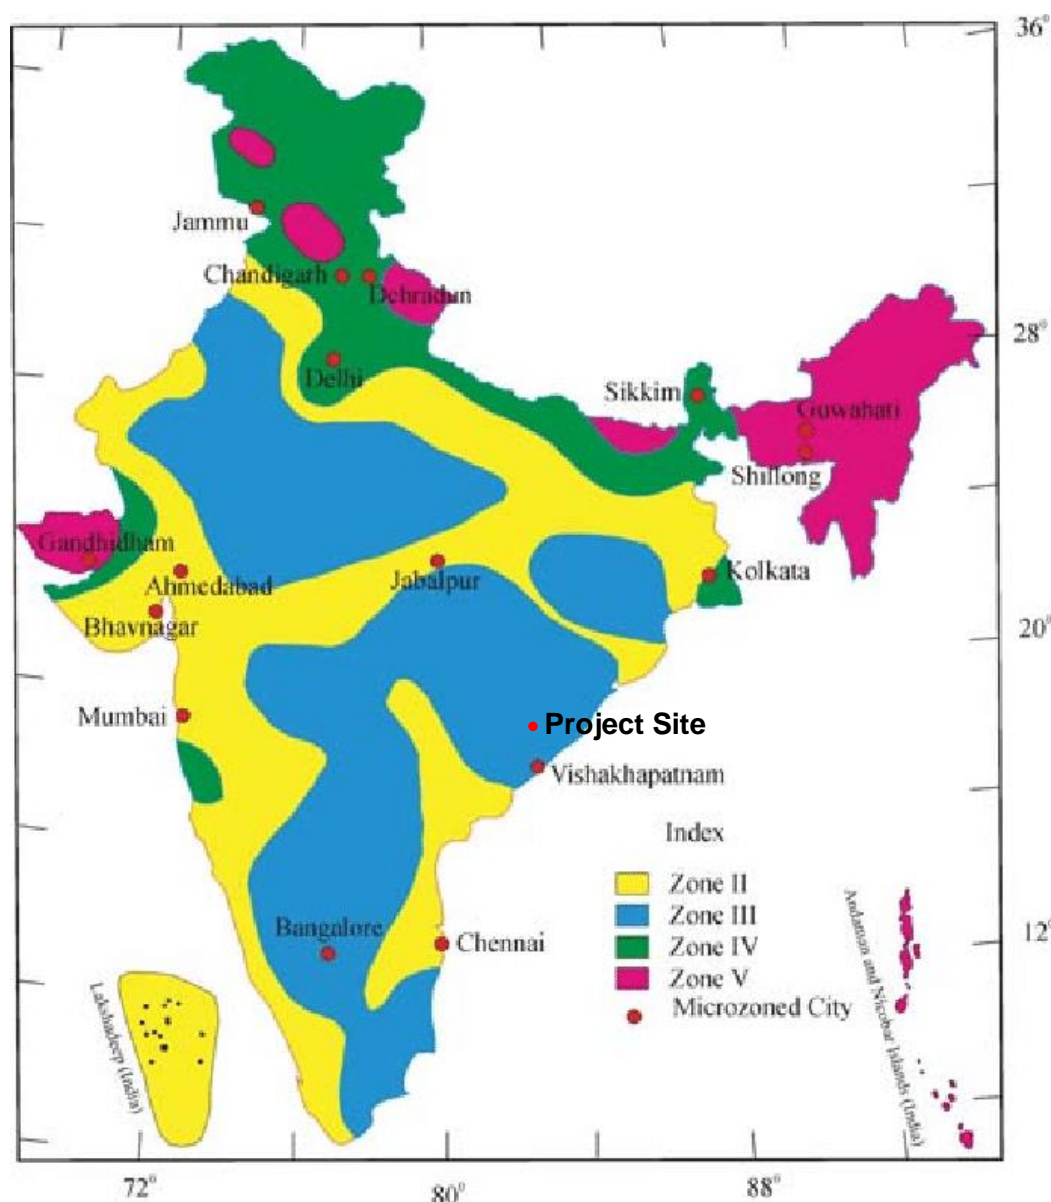 36°
Jammu
Chandigarh
Dehradun
28°
Delhi
Sikkim
Guwahati
Shillong
Gandhidham
Ahmedabad
Jabalpur
Kolkata
Bhavnagar
20°
Mumbai
Project Site
Vishakhapatnam
Index
Zone II
Zone III
Zone IV
Zone V
Microzoned City
Bangalore
Chennai
12°
Lakshadeep (India)
Andaman and Nicobar Islands (India)
72°
80°
88°